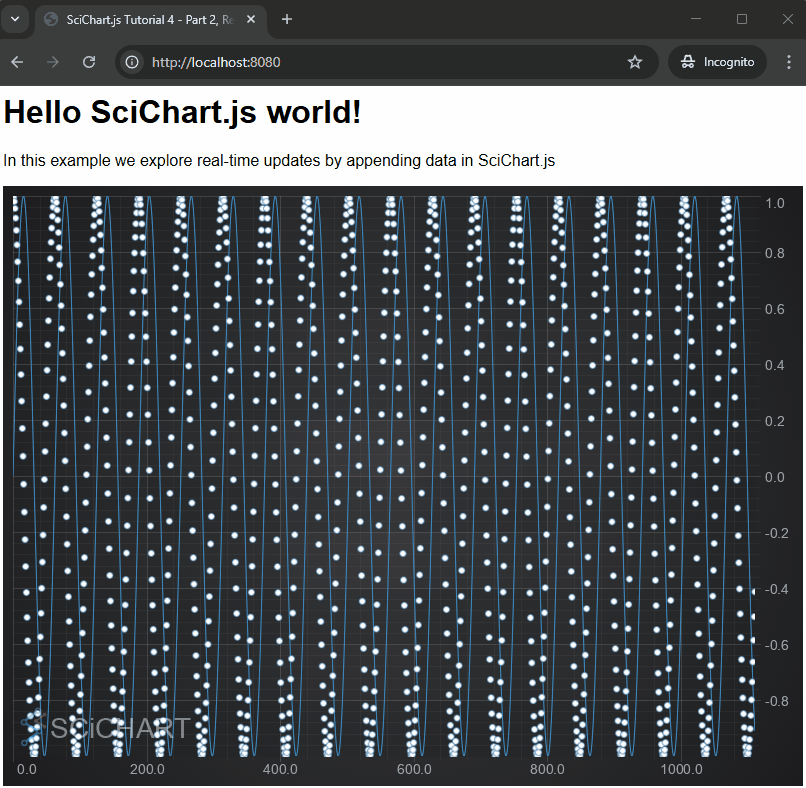 SciChart.js Tutorial 4 - Part 2, Re
http://localhost:8080
Incognito
Hello SciChart.js world!
In this example we explore real-time updates by appending data in SciChart.js
1.0
0.8
0.6
0.4
0.2
0.0
-0.2
-0.4
-0.6
-0.8
SCiCHART
0.0 200.0 400.0 600.0 800.0 1000.0